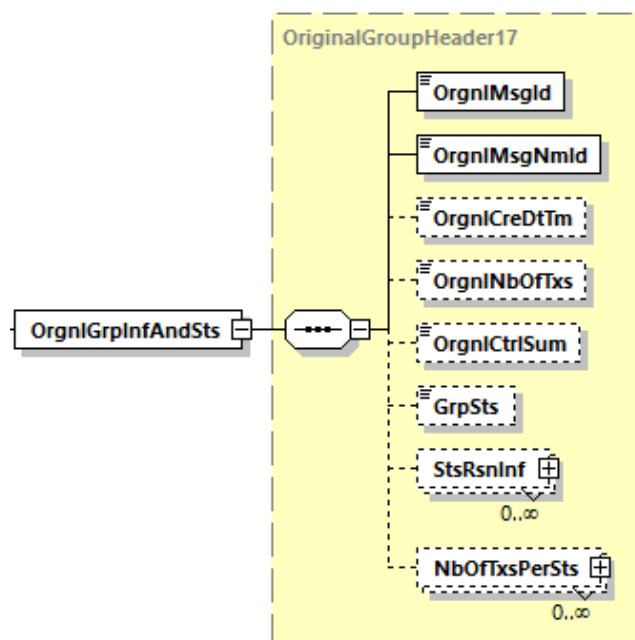 OriginalGroupHeader17
OrgnlMsgId
OrgnlMsgNmId
OrgnlCreDtTm
OrgnlNbOfTxs
OrgnlGrpInfAndSts
OrgnlCtrlSum
GrpSts
StsRsnInf
0..∞
NbOfTxsPerSts
0..∞